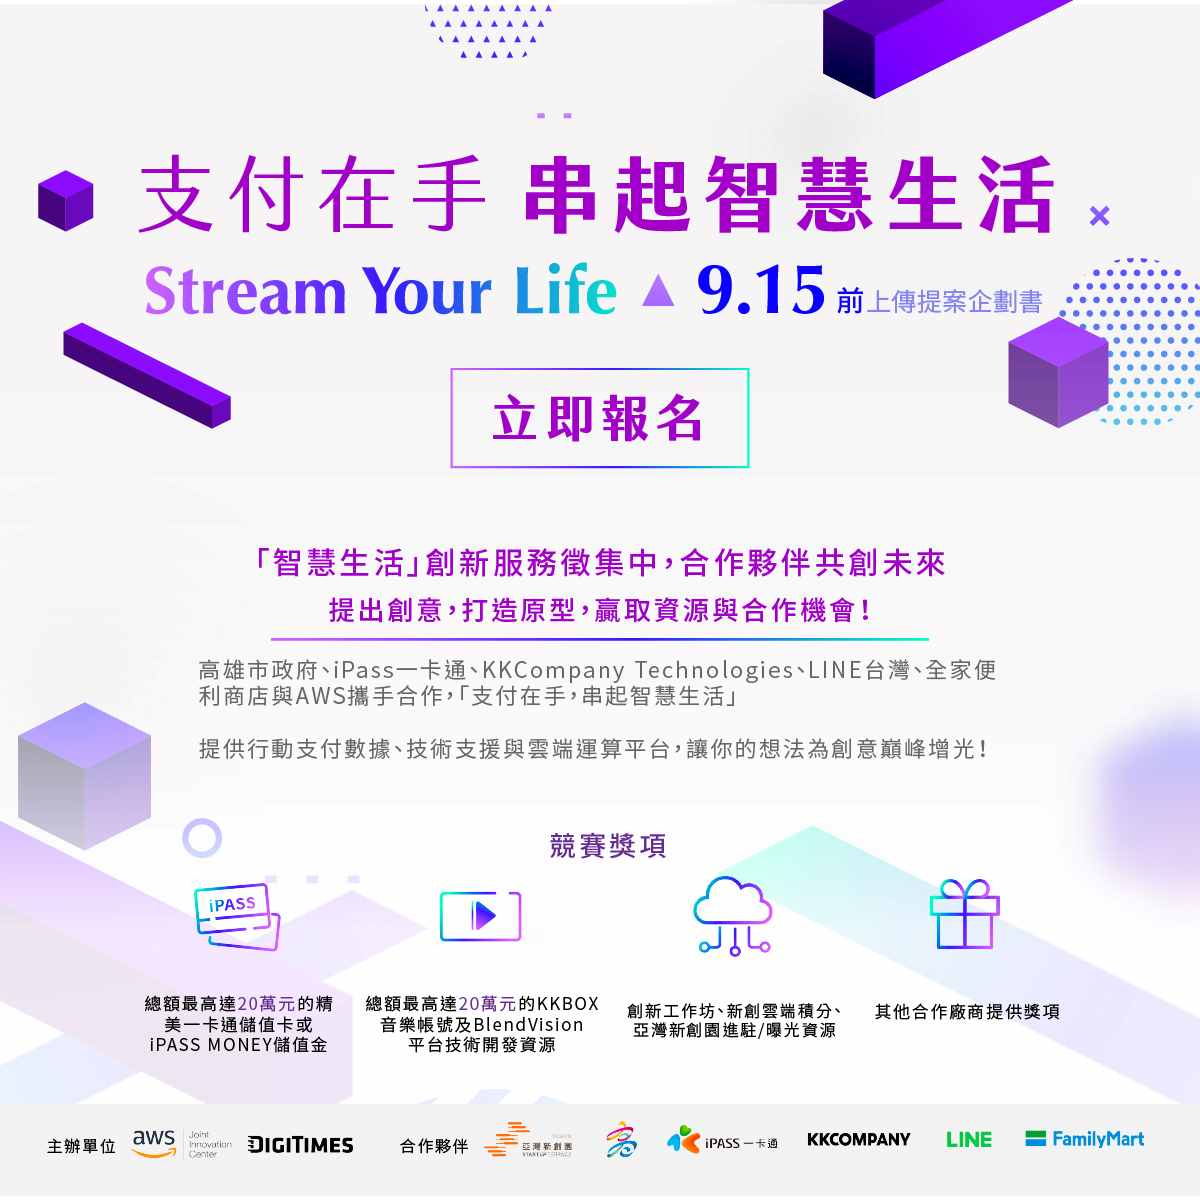 支付在手 串起智慧生活
Stream Your Life ▲ 9.15 前上傳提案企劃書
立即報名
「智慧生活」創新服務徵集中，合作夥伴共創未來
提出創意，打造原型，贏取資源與合作機會！
高雄市政府、iPass一卡通、KKCompany Technologies、LINE台灣、全家便
利商店與AWS攜手合作，「支付在手，串起智慧生活」
提供行動支付數據、技術支援與雲端運算平台，讓你的想法為創意巔峰增光！
競賽獎項
iPASS
總額最高達20萬元的精
美一卡通儲值卡或
iPASS MONEY儲值金
總額最高達20萬元的KKBOX
音樂帳號及BlendVision
平台技術開發資源
創新工作坊、新創雲端積分、
亞灣新創園進駐/曝光資源
其他合作廠商提供獎項
主辦單位
aws
Joint
Innovation
Center
DIGITIMES
合作夥伴
亞灣新創園
STARTUP TERRACE
iPASS 一卡通
KKCOMPANY
LINE
FamilyMart